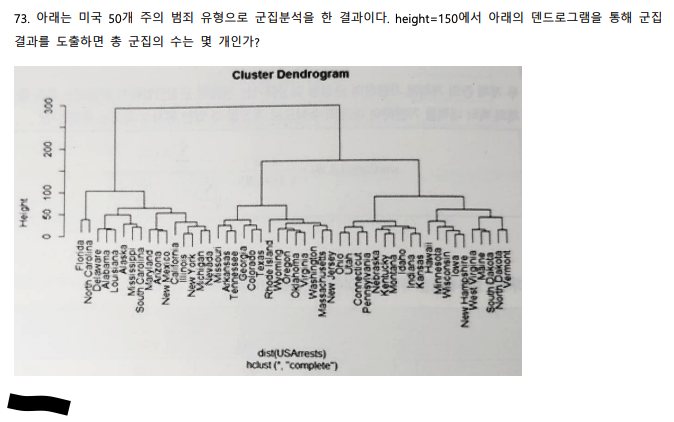 73. 아래는 미국 50개 주의 범죄 유형으로 군집분석을 한 결과이다. height=150에서 아래의 덴드로그램을 통해 군집
결과를 도출하면 총 군집의 수는 몇 개인가?
Cluster Dendrogram
Height
300
200
100
50
0
Florida
North Carolina
Delaware
Alabama
Louisiana
Alaska
Mississippi
South Carolina
Maryland
Arizona
New Mexico
California
Illinois
New York
Michigan
Nevada
Missouri
Arkansas
Tennessee
Georgia
Colorado
Texas
Rhode Island
Wyoming
Oregon
Oklahoma
Virginia
Washington
Massachusetts
New Jersey
Ohio
Utah
Connecticut
Pennsylvania
Nebraska
Kentucky
Montana
Idaho
Indiana
Kansas
Hawaii
Minnesota
Wisconsin
Iowa
New Hampshire
West Virginia
Maine
South Dakota
North Dakota
Vermont
dist(USArrests)
hclust (*, "complete")